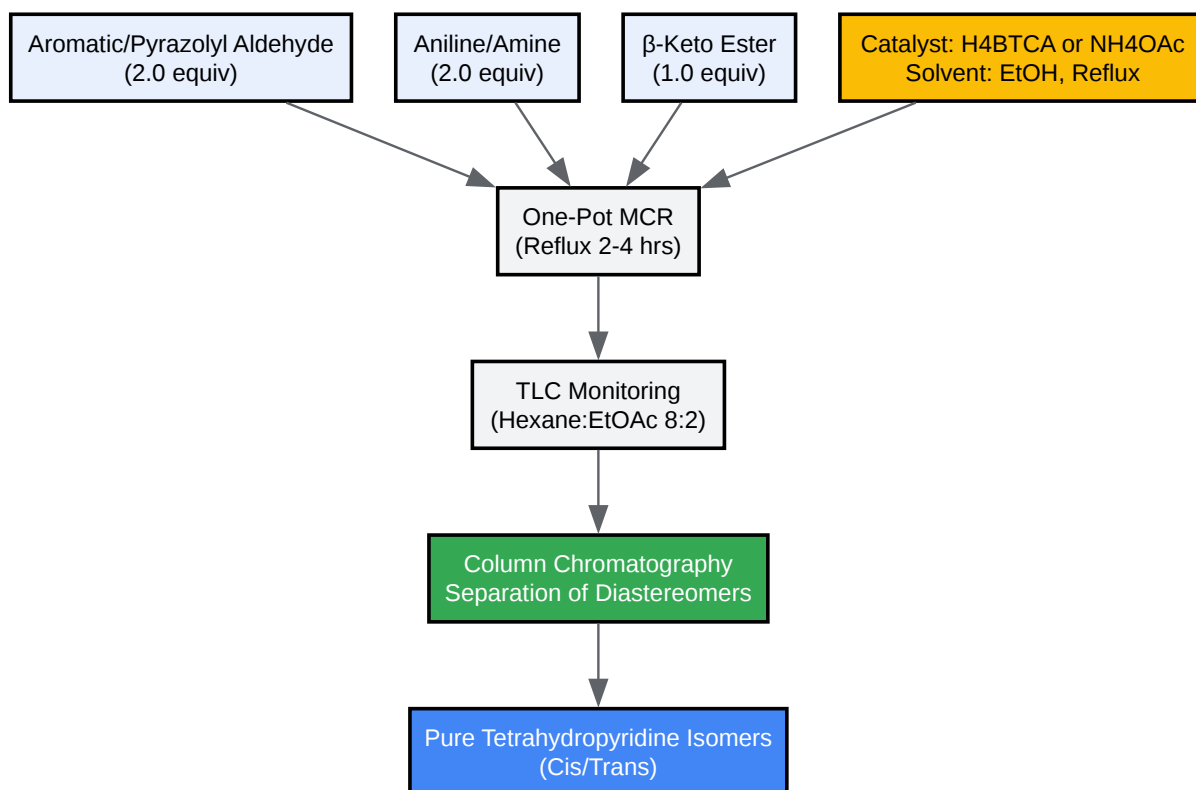 Aromatic/Pyrazolyl Aldehyde
(2.0 equiv)
Aniline/Amine
(2.0 equiv)
β-Keto Ester
(1.0 equiv)
Catalyst: H4BTCA or NH4OAc
Solvent: EtOH, Reflux
One-Pot MCR
(Reflux 2-4 hrs)
TLC Monitoring
(Hexane:EtOAc 8:2)
Column Chromatography
Separation of Diastereomers
Pure Tetrahydropyridine Isomers
(Cis/Trans)